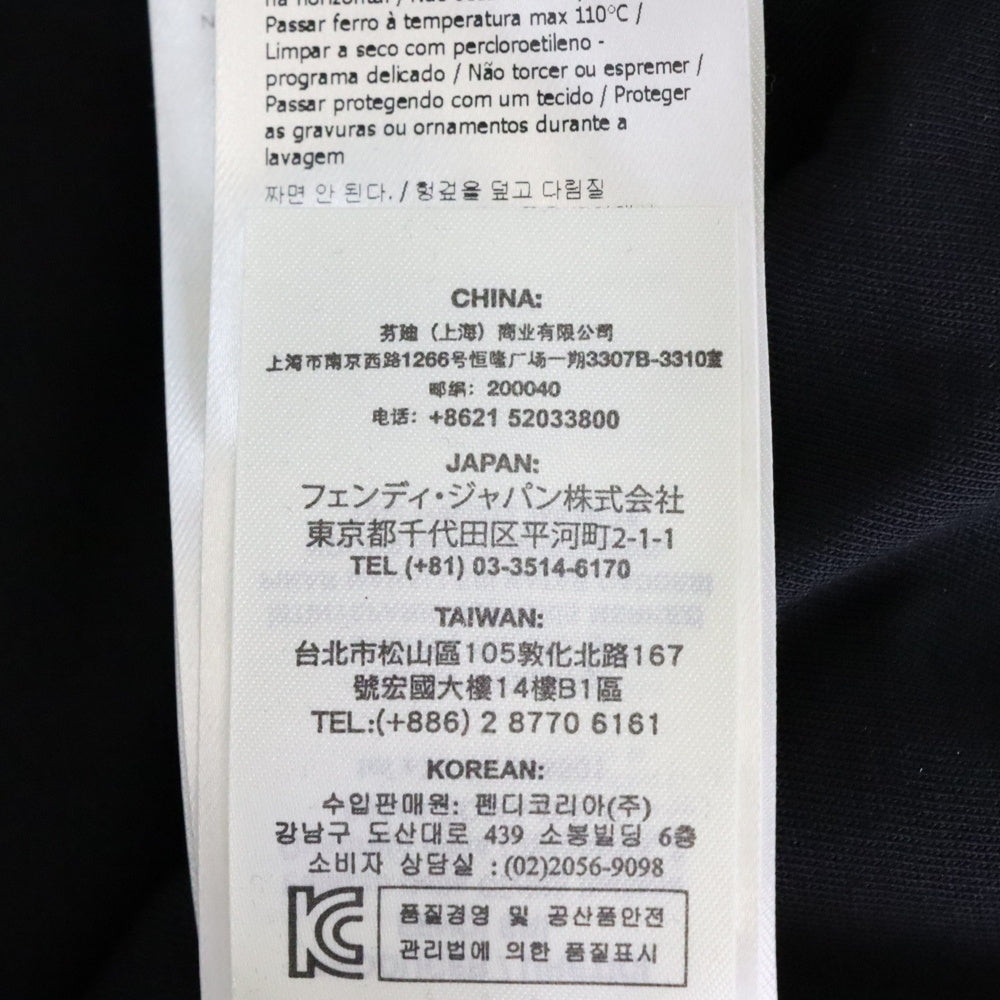 Passar ferro à temperatura max 110°C /
Limpar a seco com percloroetileno -
programa delicado / Não torcer ou espremer /
Passar protegendo com um tecido / Proteger
as gravuras ou ornamentos durante a
lavagem
짜면 안 된다. / 헝겊을 덮고 다림질
CHINA:
芬迪（上海）商业有限公司
上海市南京西路1266号恒隆广场一期3307B-3310室
邮编: 200040
电话: +8621 52033800
JAPAN:
フェンディ・ジャパン株式会社
東京都千代田区平河町2-1-1
TEL (+81) 03-3514-6170
TAIWAN:
台北市松山區105敦化北路167
號宏國大樓14樓B1區
TEL.:(+886) 2 8770 6161
KOREAN:
수입판매원: 펜디코리아(주)
강남구 도산대로 439 소봉빌딩 6층
소비자 상담실 : (02)2056-9098
KC
품질경영 및 공산품안전
관리법에 의한 품질표시